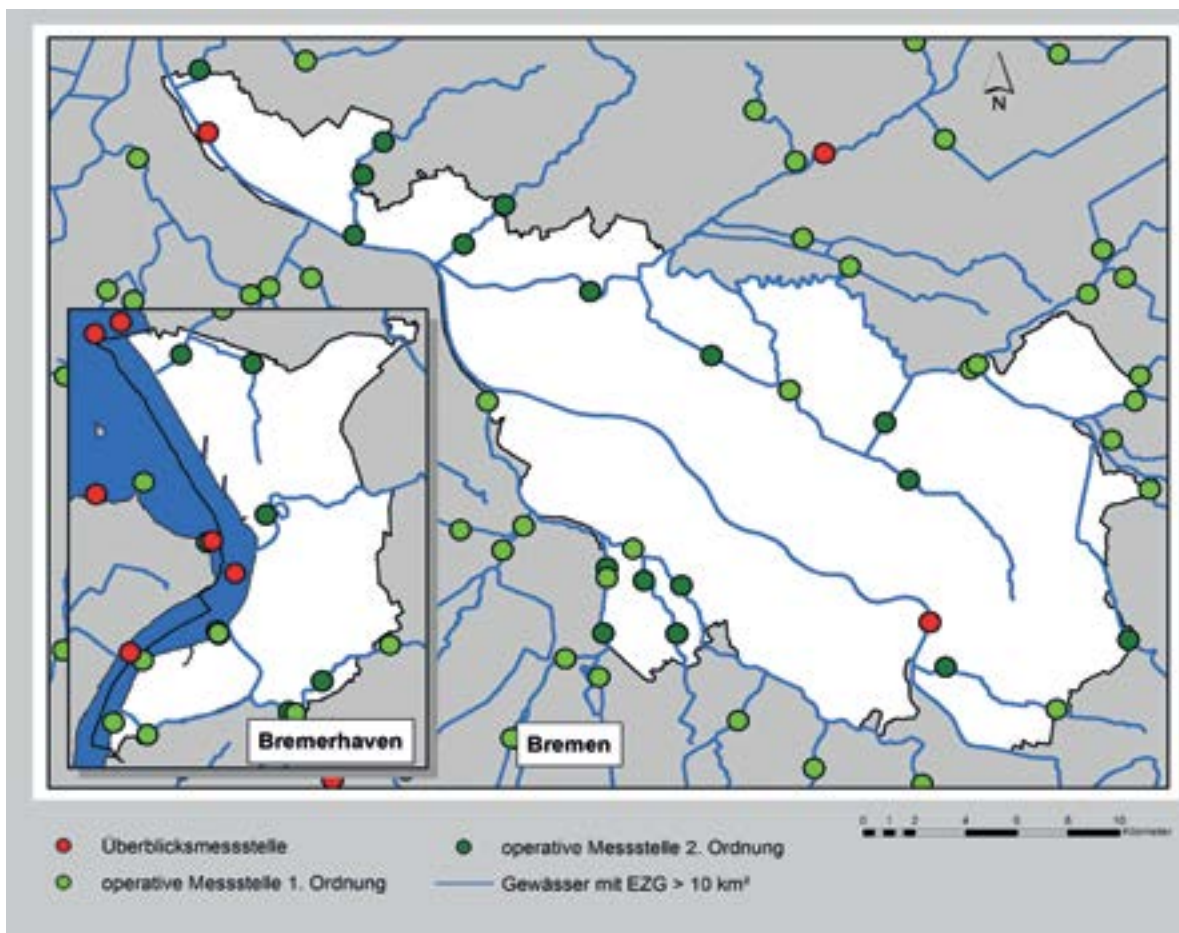 N
Bremerhaven
Bremen
0 1 2 4 6 8 10
Kilometer
Überblicksmessstelle
operative Messstelle 2. Ordnung
operative Messstelle 1. Ordnung
Gewässer mit EZG > 10 km²